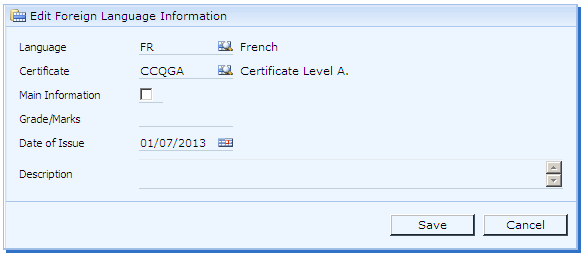 Edit Foreign Language Information
Language FR French
Certificate CCQGA Certificate Level A.
Main Information
Grade/Marks
Date of Issue 01/07/2013
Description
Save Cancel